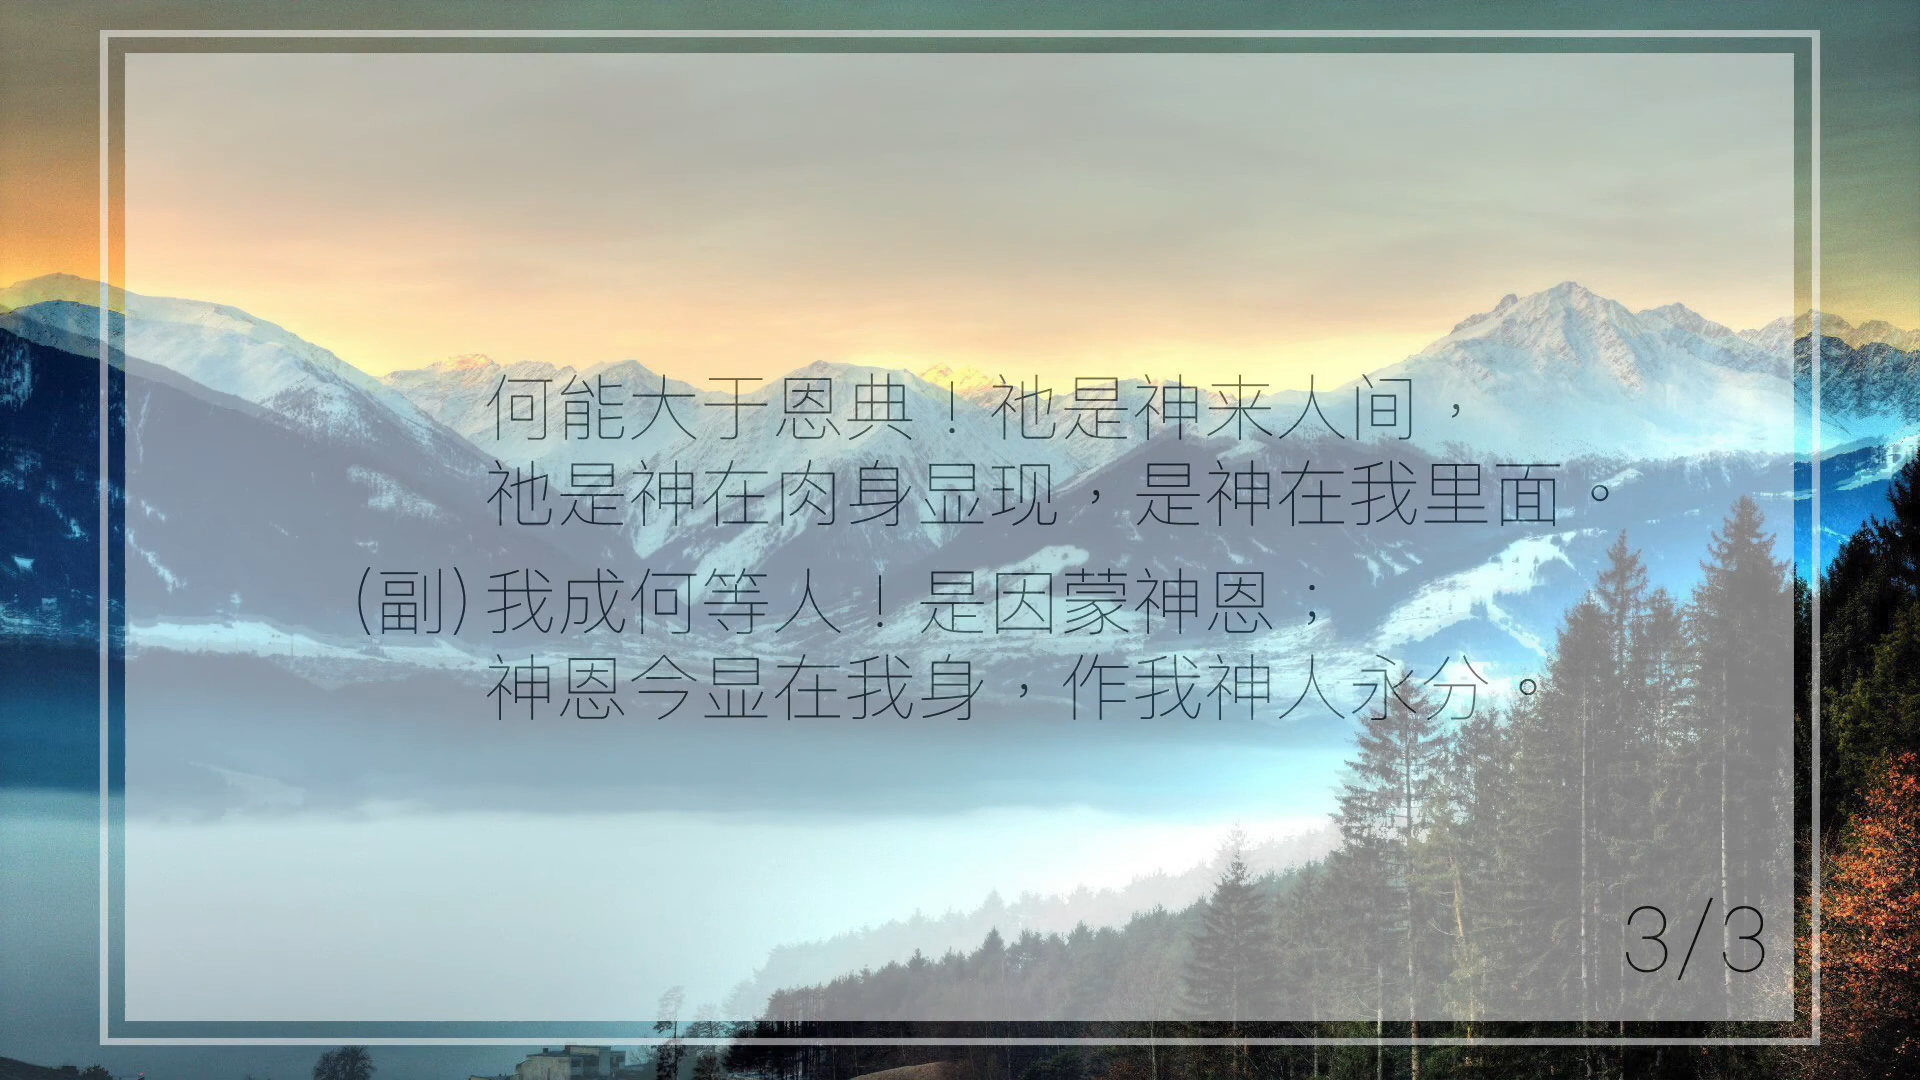 何能大于恩典！祂是神来人间，
祂是神在肉身显现，是神在我里面。
(副)我成何等人！是因蒙神恩；
神恩今显在我身，作我神人永分。
3/3